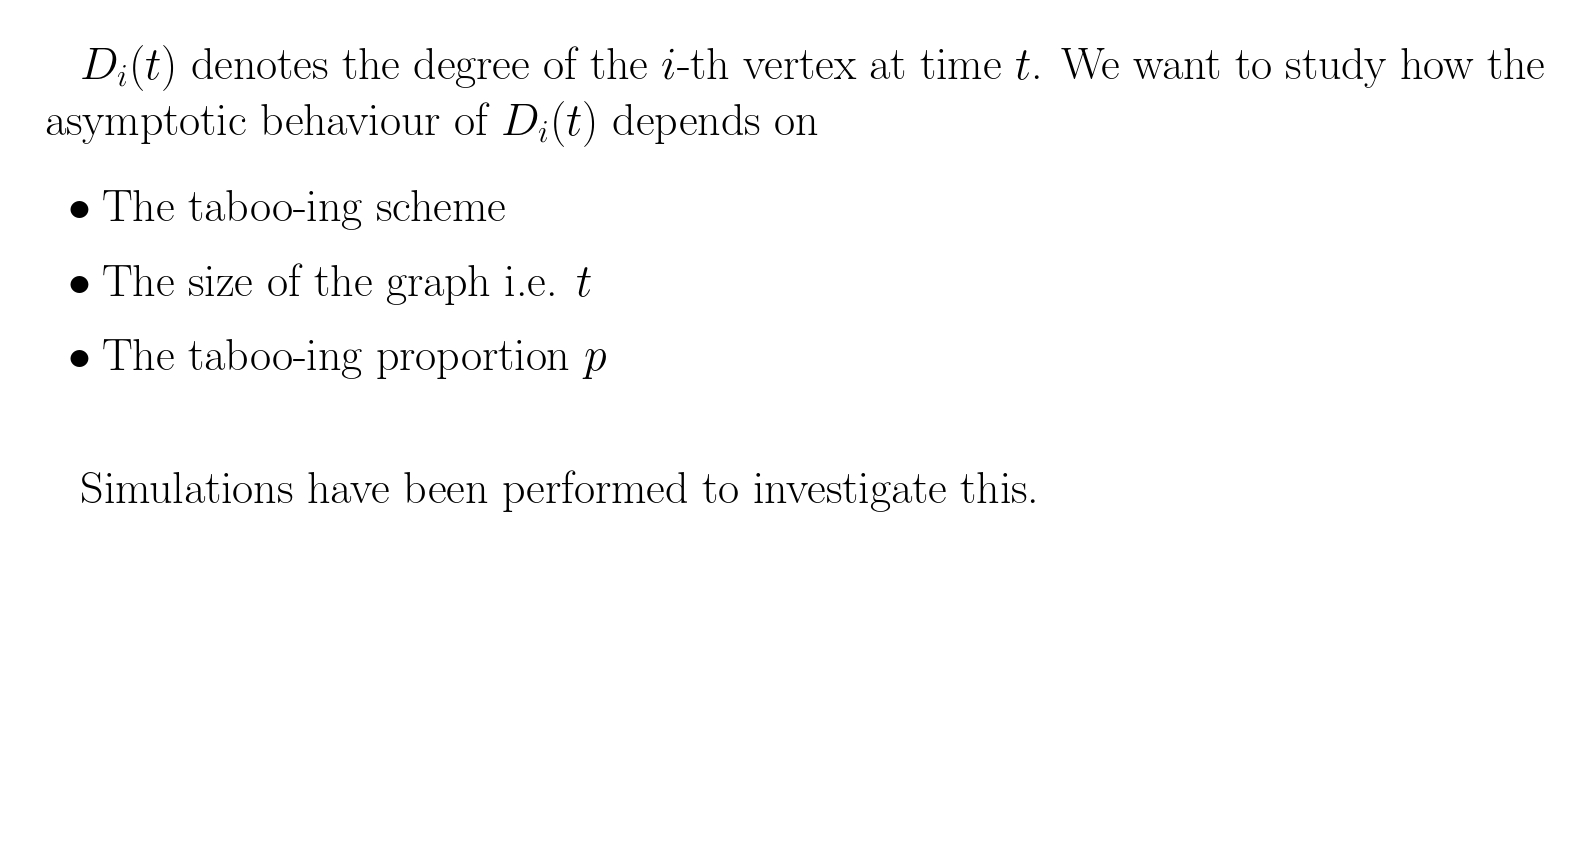 D_i(t) denotes the degree of the i-th vertex at time t. We want to study how the
asymptotic behaviour of D_i(t) depends on
• The taboo-ing scheme
• The size of the graph i.e. t
• The taboo-ing proportion p
Simulations have been performed to investigate this.